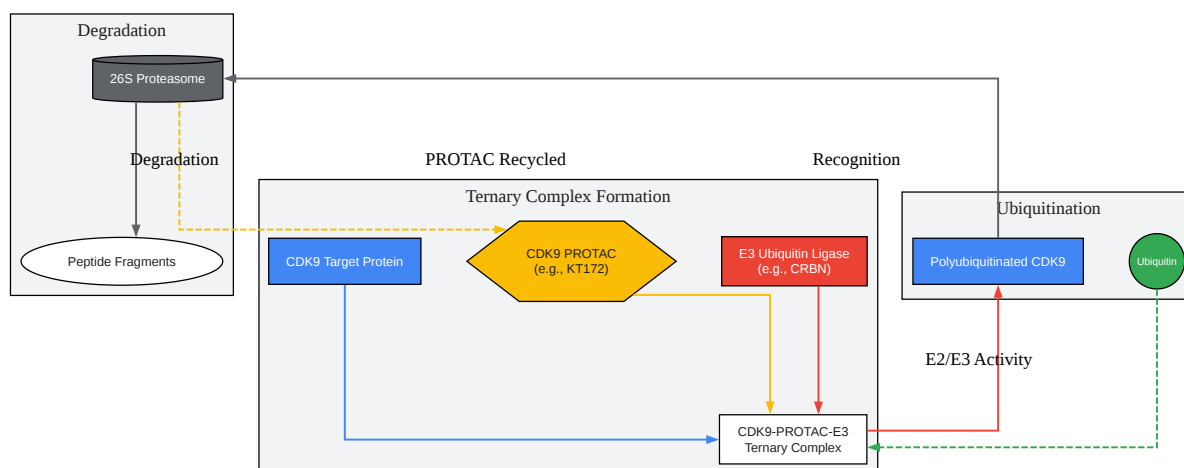 Degradation
26S Proteasome
Degradation
Peptide Fragments
PROTAC Recycled
Recognition
Ternary Complex Formation
CDK9 Target Protein
CDK9 PROTAC
(e.g., KT172)
E3 Ubiquitin Ligase
(e.g., CRBN)
CDK9-PROTAC-E3
Ternary Complex
Ubiquitination
Polyubiquitinated CDK9
Ubiquitin
E2/E3 Activity